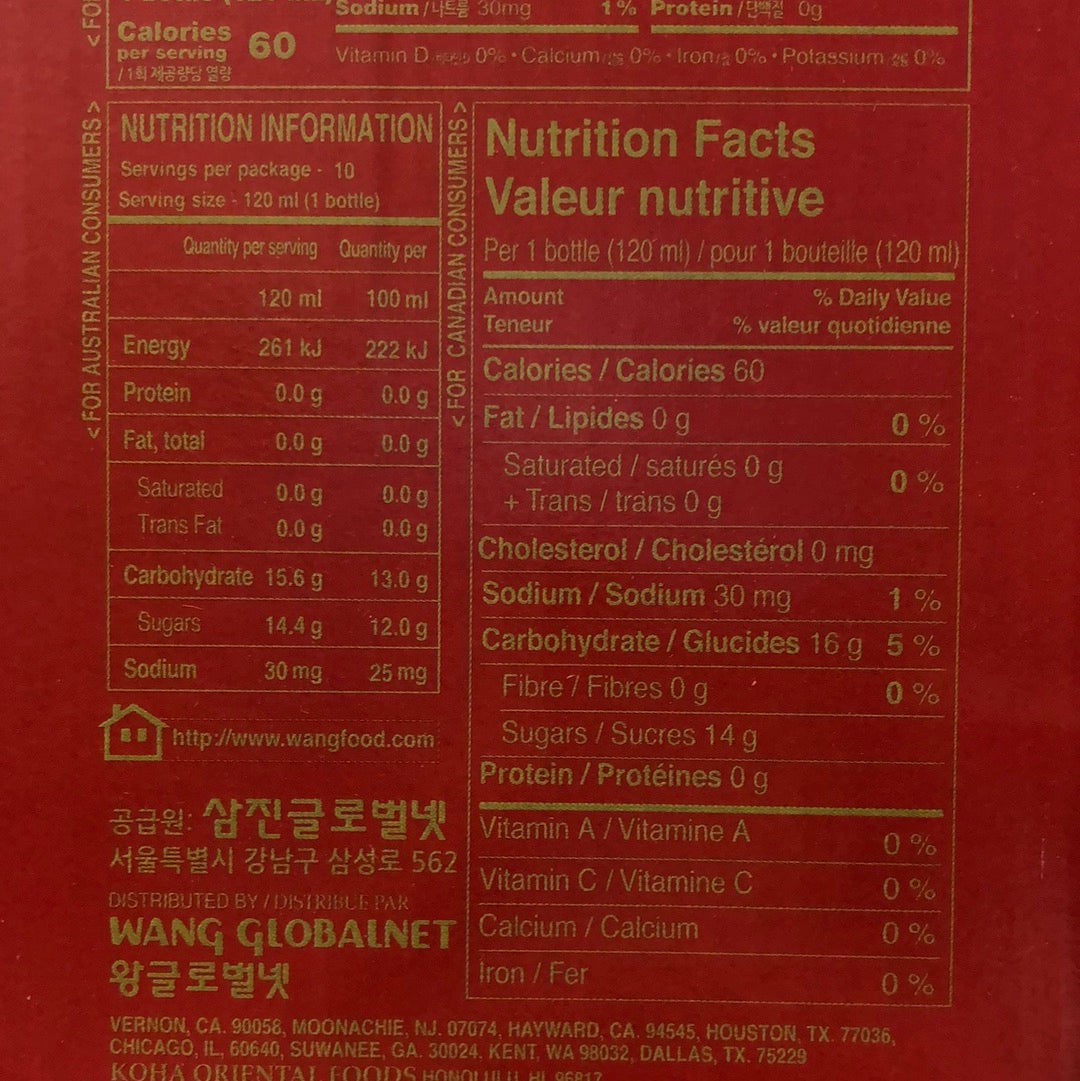 Sodium / 나트륨 30mg 1% Protein / 단백질 0g
<FO
Calories
per serving 60
/ 1회 제공량당 열량
Vitamin D 0% • Calcium 0% • Iron 0% • Potassium 0%
<FOR AUSTRALIAN CONSUMERS>
NUTRITION INFORMATION
Servings per package - 10
Serving size - 120 ml (1 bottle)
Quantity per serving Quantity per
120 ml 100 ml
Energy 261 kJ 222 kJ
Protein 0.0 g 0.0 g
Fat, total 0.0 g 0.0 g
Saturated 0.0 g 0.0 g
Trans Fat 0.0 g 0.0 g
Carbohydrate 15.6 g 13.0 g
Sugars 14.4 g 12.0 g
Sodium 30 mg 25 mg
<FOR CANADIAN CONSUMERS>
Nutrition Facts
Valeur nutritive
Per 1 bottle (120 ml) / pour 1 bouteille (120 ml)
Amount % Daily Value
Teneur % valeur quotidienne
Calories / Calories 60
Fat / Lipides 0 g 0 %
Saturated / saturés 0 g
+ Trans / trans 0 g 0 %
Cholesterol / Cholestérol 0 mg
Sodium / Sodium 30 mg 1 %
Carbohydrate / Glucides 16 g 5 %
Fibre / Fibres 0 g 0 %
Sugars / Sucres 14 g
Protein / Protéines 0 g
Vitamin A / Vitamine A 0 %
Vitamin C / Vitamine C 0 %
Calcium / Calcium 0 %
Iron / Fer 0 %
http://www.wangfood.com
공급원: 삼진글로벌넷
서울특별시 강남구 삼성로 562
DISTRIBUTED BY / DISTRIBUE PAR
WANG GLOBALNET
왕글로벌넷
VERNON, CA. 90058, MOONACHIE, NJ. 07074, HAYWARD, CA. 94545, HOUSTON, TX. 77036,
CHICAGO, IL, 60640, SUWANEE, GA. 30024. KENT, WA 98032, DALLAS, TX. 75229
KOHA ORIENTAL FOODS HONOLULU, HI. 96817